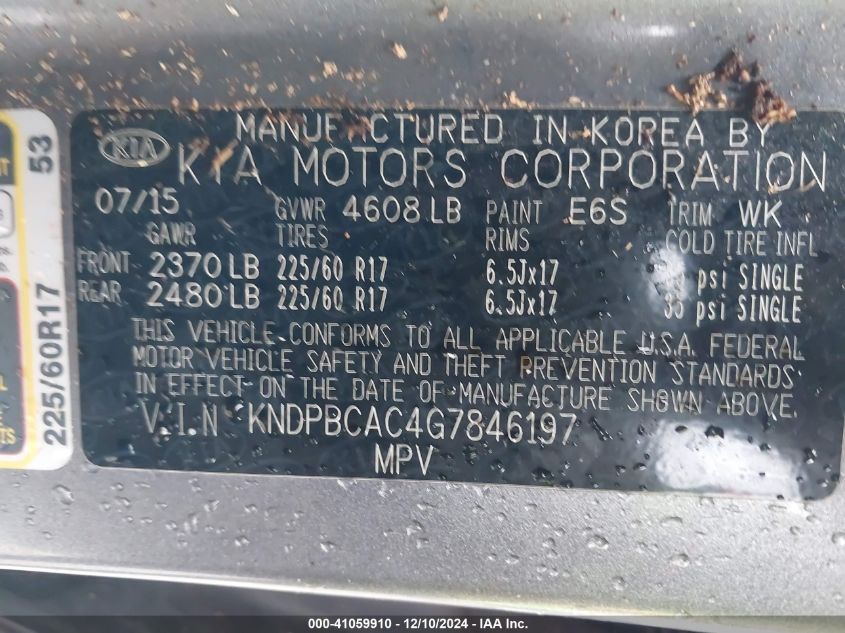 MANUFACTURED IN KOREA BY
KIA KIA MOTORS CORPORATION
07/15 GVWR 4608 LB PAINT E6S TRIM WK
GAWR TIRES RIMS COLD TIRE INFL
FRONT 2370 LB 225/60 R17 6.5Jx17 psi SINGLE
REAR 2480 LB 225/60 R17 6.5Jx17 psi SINGLE
THIS VEHICLE CONFORMS TO ALL APPLICABLE U.S.A. FEDERAL
MOTOR VEHICLE SAFETY AND THEFT PREVENTION STANDARDS
IN EFFECT ON THE DATE OF MANUFACTURE SHOWN ABOVE.
V.I.N KNDPBCAC4G7846197
MPV
53
225/60R17
000-41059910 - 12/10/2024 - IAA Inc.